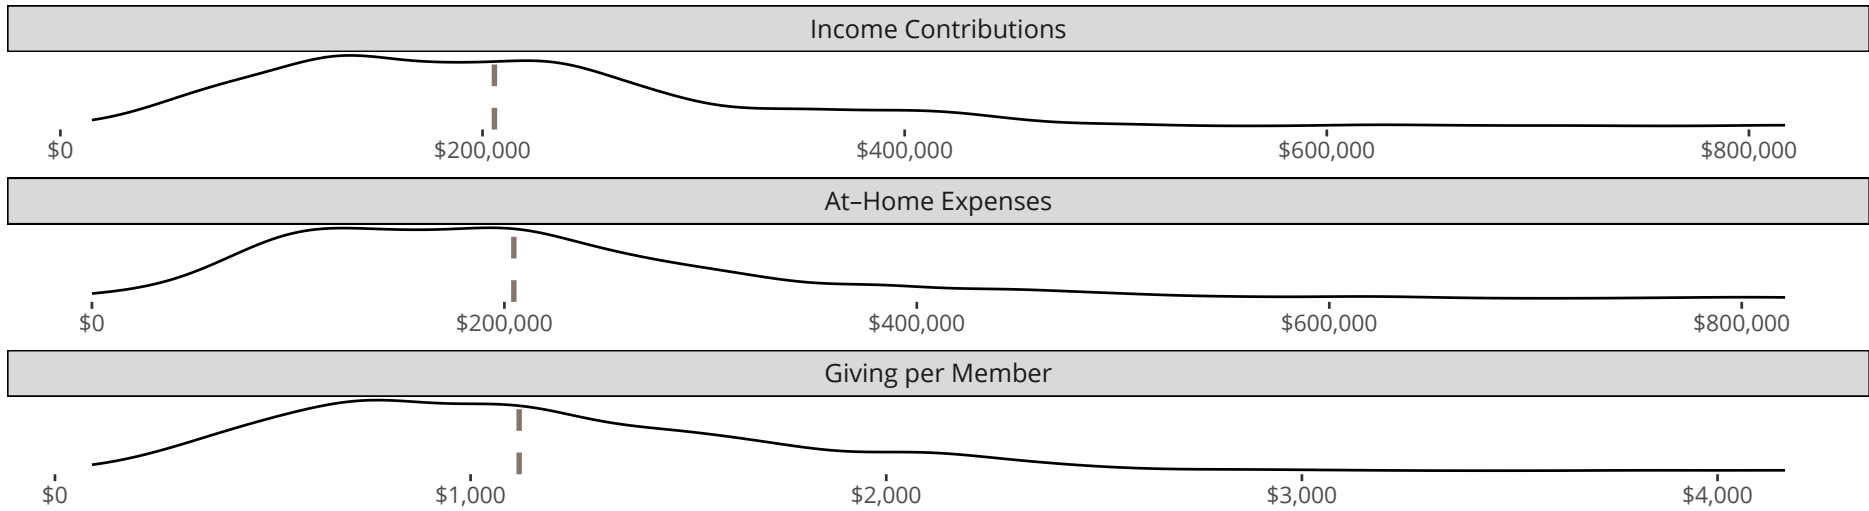 Income Contributions
$0 $200,000 $400,000 $600,000 $800,000
At–Home Expenses
$0 $200,000 $400,000 $600,000 $800,000
Giving per Member
$0 $1,000 $2,000 $3,000 $4,000